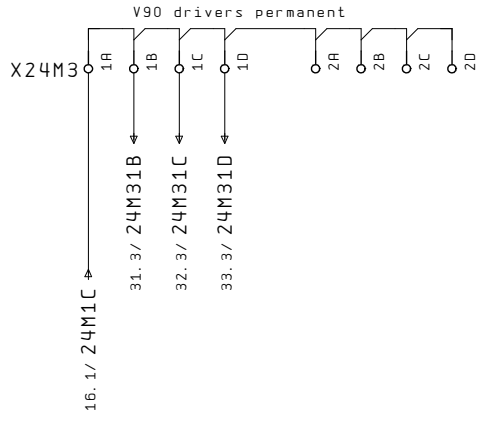 V90 drivers permanent
X24M3
1A
1B
1C
1D
2A
2B
2C
2D
31.3/ 24M31B
32.3/ 24M31C
33.3/ 24M31D
16.1/ 24M1C